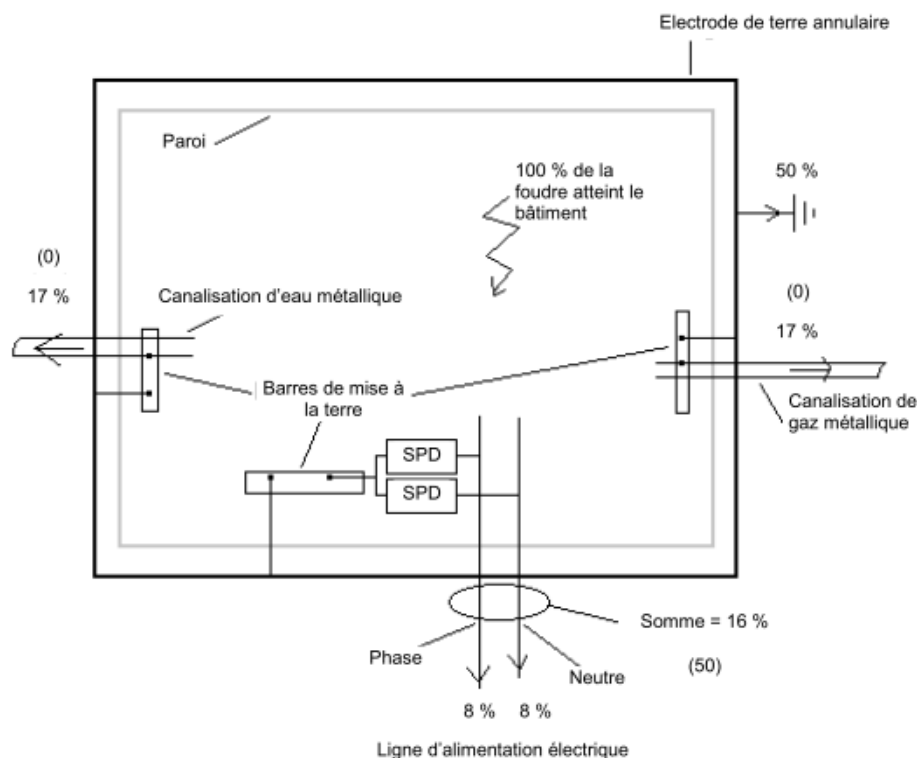 Electrode de terre annulaire
Paroi
100 % de la
foudre atteint le
bâtiment
50 %
(0)
17 %
Canalisation d'eau métallique
(0)
17 %
Barres de mise à
la terre
Canalisation de
gaz métallique
SPD
SPD
Somme = 16 %
Phase
Neutre
(50)
8 %
8 %
Ligne d'alimentation électrique